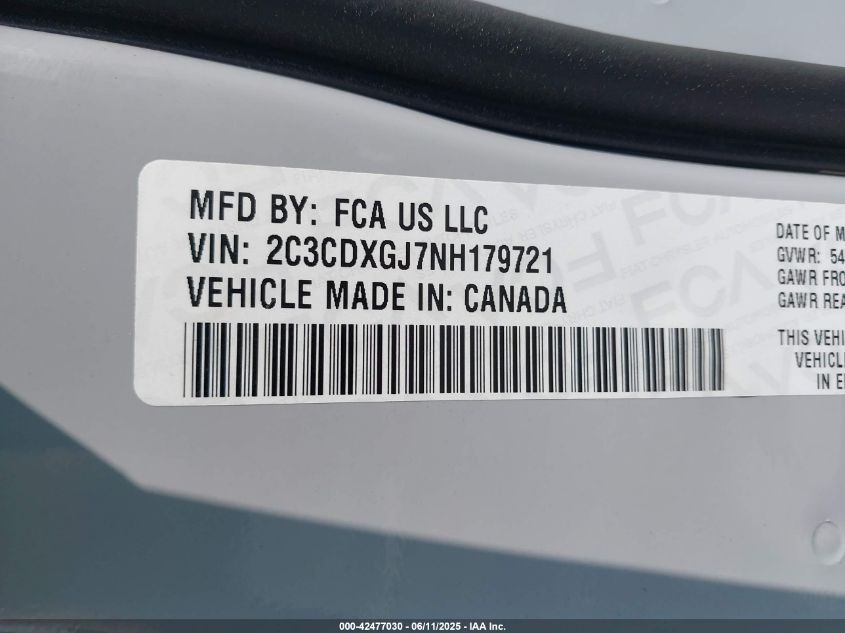 MFD BY: FCA US LLC
VIN: 2C3CDXGJ7NH179721
VEHICLE MADE IN: CANADA
DATE OF M
GVWR: 54
GAWR FRO
GAWR REA
THIS VEHI
VEHICLE
IN E
000-42477030 - 06/11/2025 - IAA Inc.